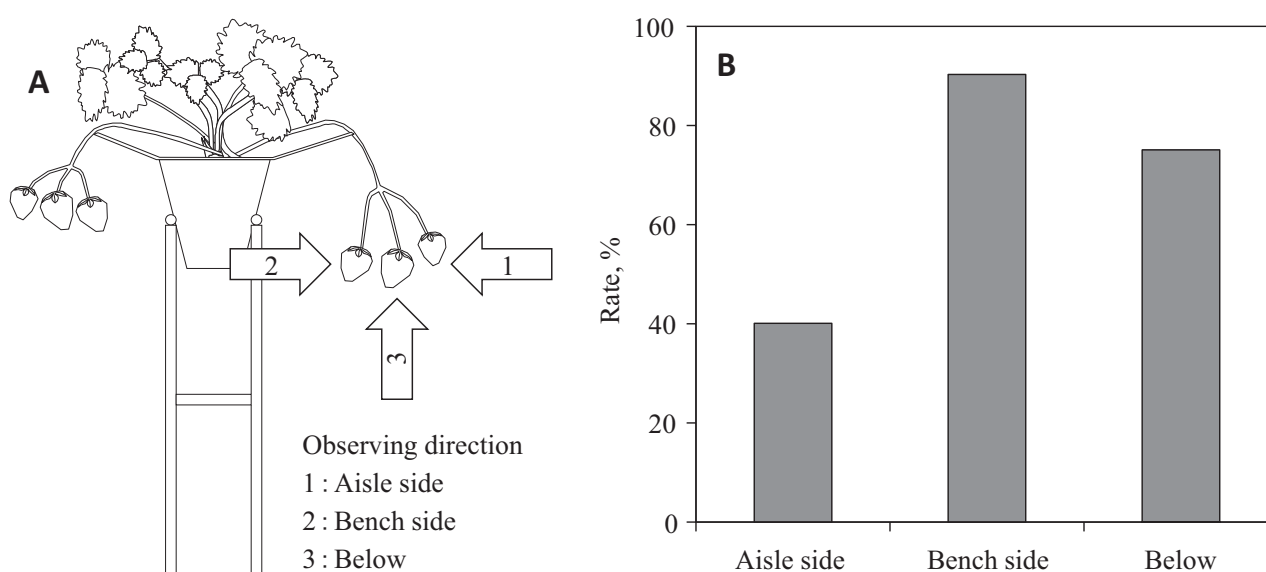 A
2
1
3
Observing direction
1 : Aisle side
2 : Bench side
3 : Below
B
Rate, %
100
80
60
40
20
0
Aisle side
Bench side
Below